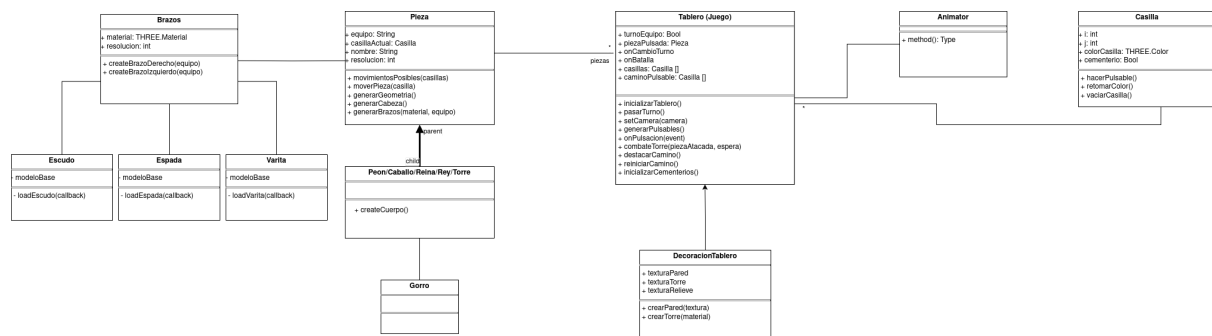 Brazos
+ material: THREE.Material
+ resolucion: int
+ createBrazoDerecho(equipo)
+ createBrazoIzquierdo(equipo)
Escudo
- modeloBase
- loadEscudo(callback)
Espada
- modeloBase
- loadEspada(callback)
Varita
- modeloBase
- loadVarita(callback)
Pieza
+ equipo: String
+ casillaActual: Casilla
+ nombre: String
+ resolucion: int
+ movimientosPosibles(casillas)
+ moverPieza(casilla)
+ generarGeometria()
+ generarCabeza()
+ generarBrazos(material, equipo)
parent
child
Peon/Caballo/Reina/Rey/Torre
+ createCuerpo()
Gorro
*
piezas
Tablero (Juego)
+ turnoEquipo: Bool
+ piezaPulsada: Pieza
+ onCambioTurno
+ onBatalla
+ casillas: Casilla []
+ caminoPulsable: Casilla []
+ inicializarTablero()
+ pasarTurno()
+ setCamera(camera)
+ generarPulsables()
+ onPulsacion(event)
+ combateTorre(piezaAtacada, espera)
+ destacarCamino()
+ reiniciarCamino()
+ inicializarCementerios()
*
DecoracionTablero
+ texturaPared
+ texturaTorre
+ texturaRelieve
+ crearPared(textura)
+ crearTorre(material)
Animator
+ method(): Type
Casilla
+ i: int
+ j: int
+ colorCasilla: THREE.Color
+ cementerio: Bool
+ hacerPulsable()
+ retornarColor()
+ vaciarCasilla()